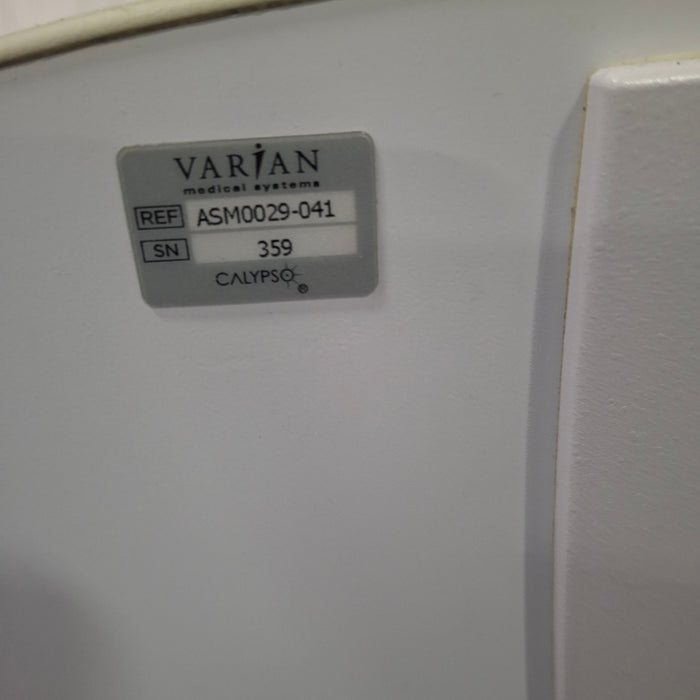 VARIAN
medical systems
REF ASM0029-041
SN 359
CALYPSO®